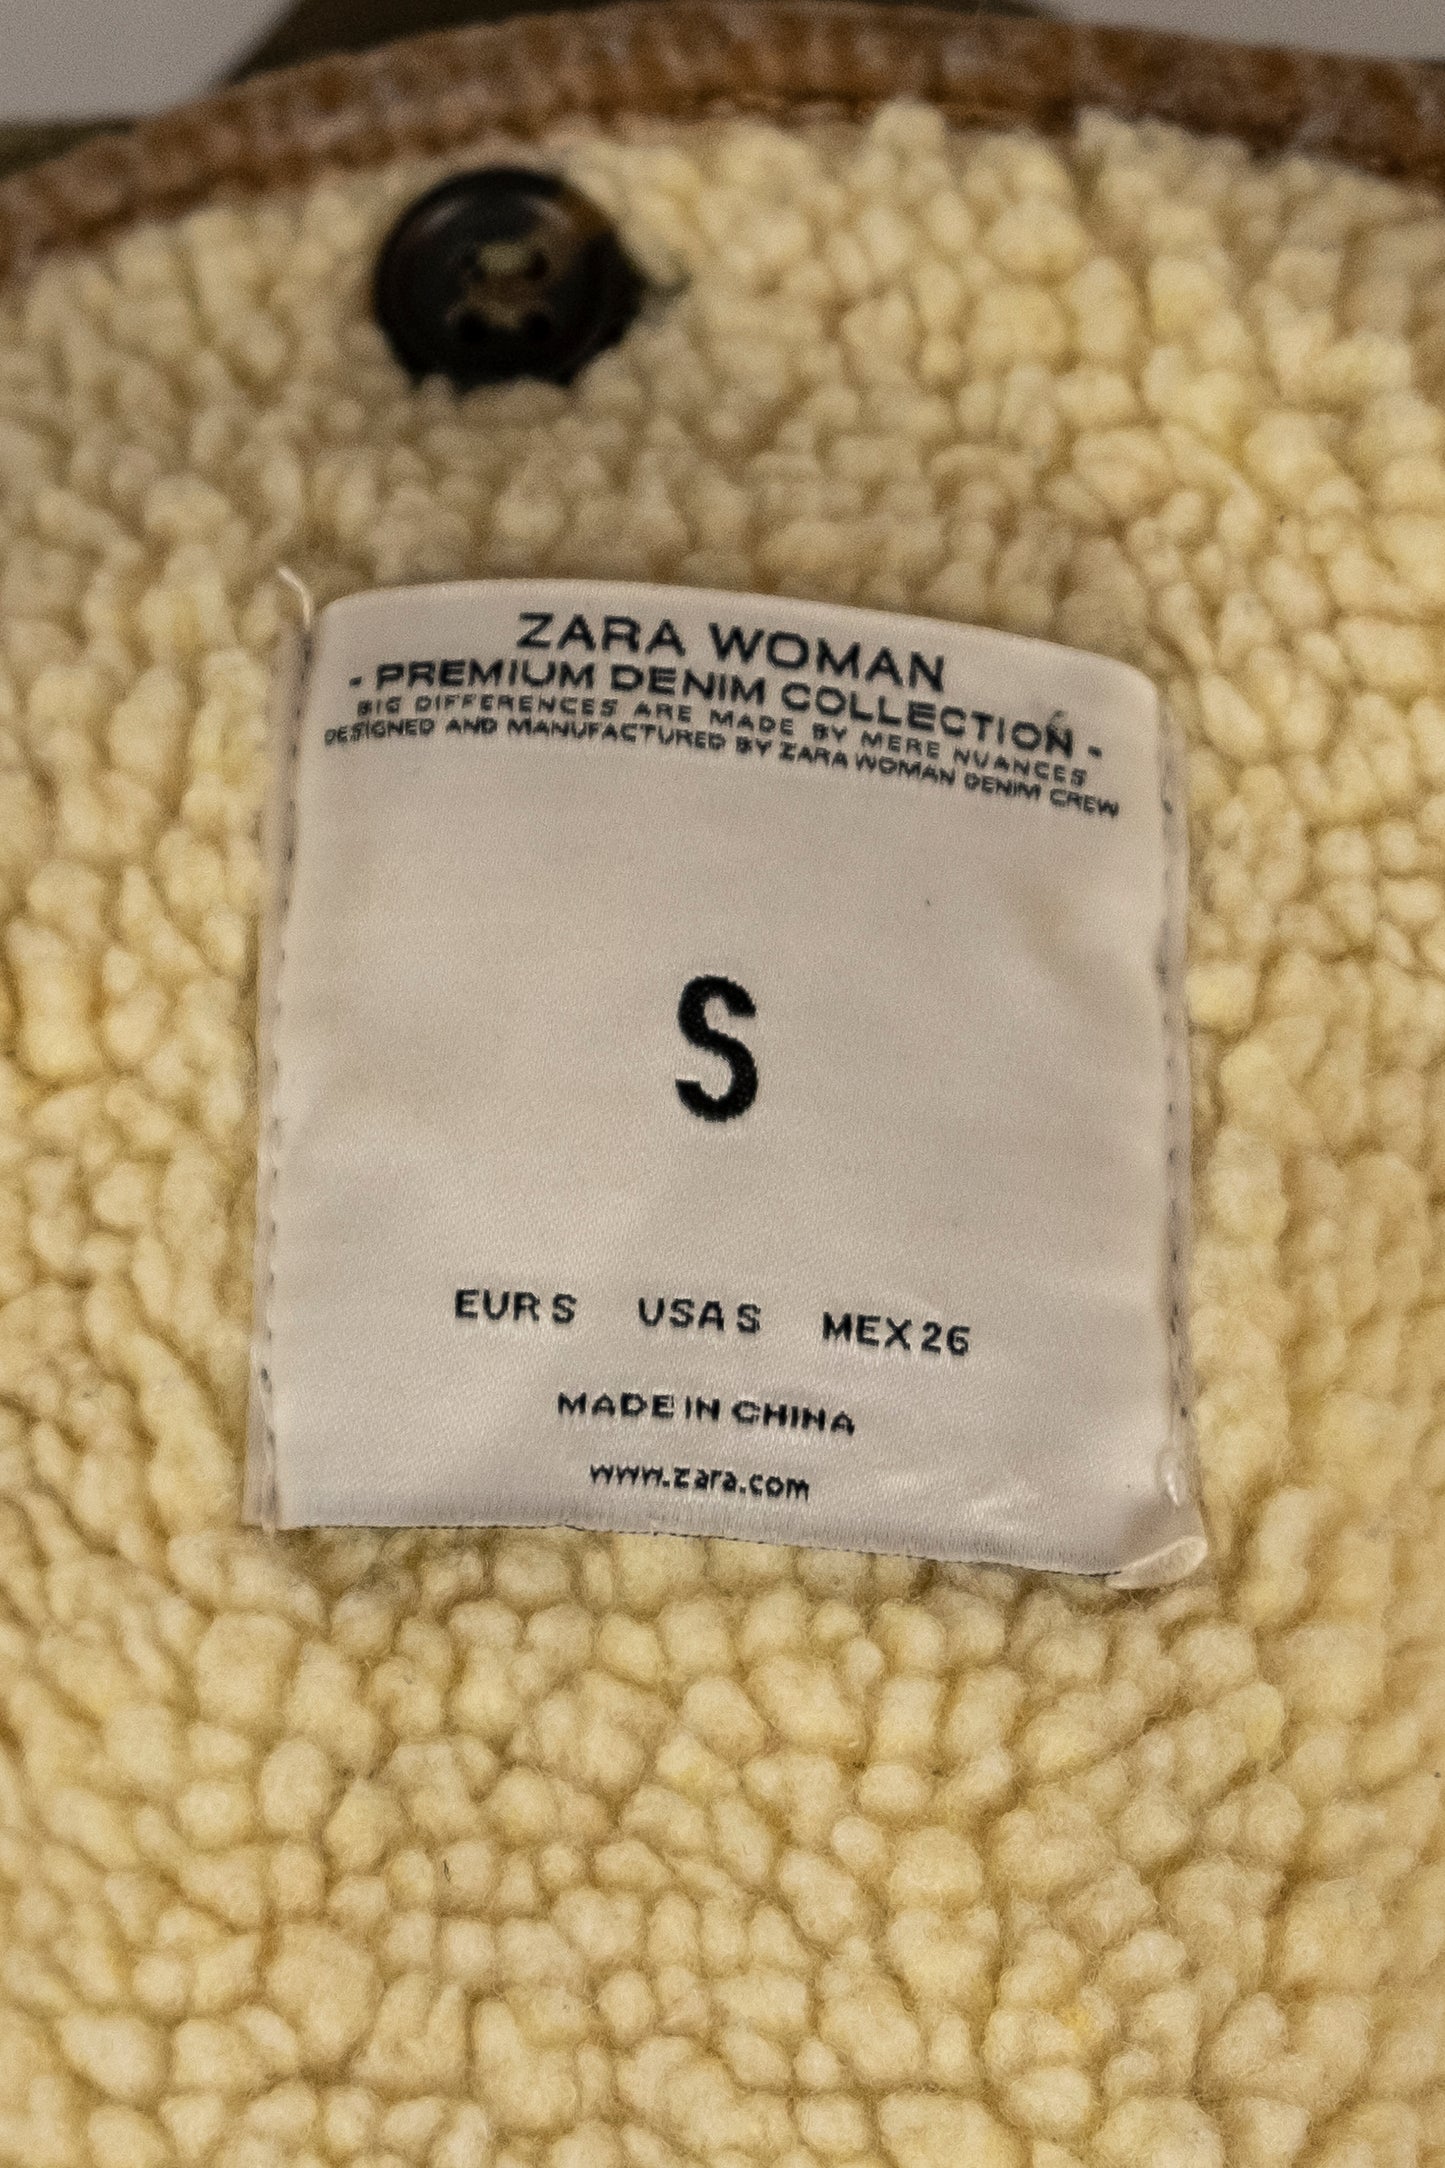 ZARA WOMAN
- PREMIUM DENIM COLLECTION -
BIG DIFFERENCES ARE MADE BY MERE NUANCES
DESIGNED AND MANUFACTURED BY ZARA WOMAN DENIM CREW
S
EUR S USA S MEX 26
MADE IN CHINA
www.zara.com